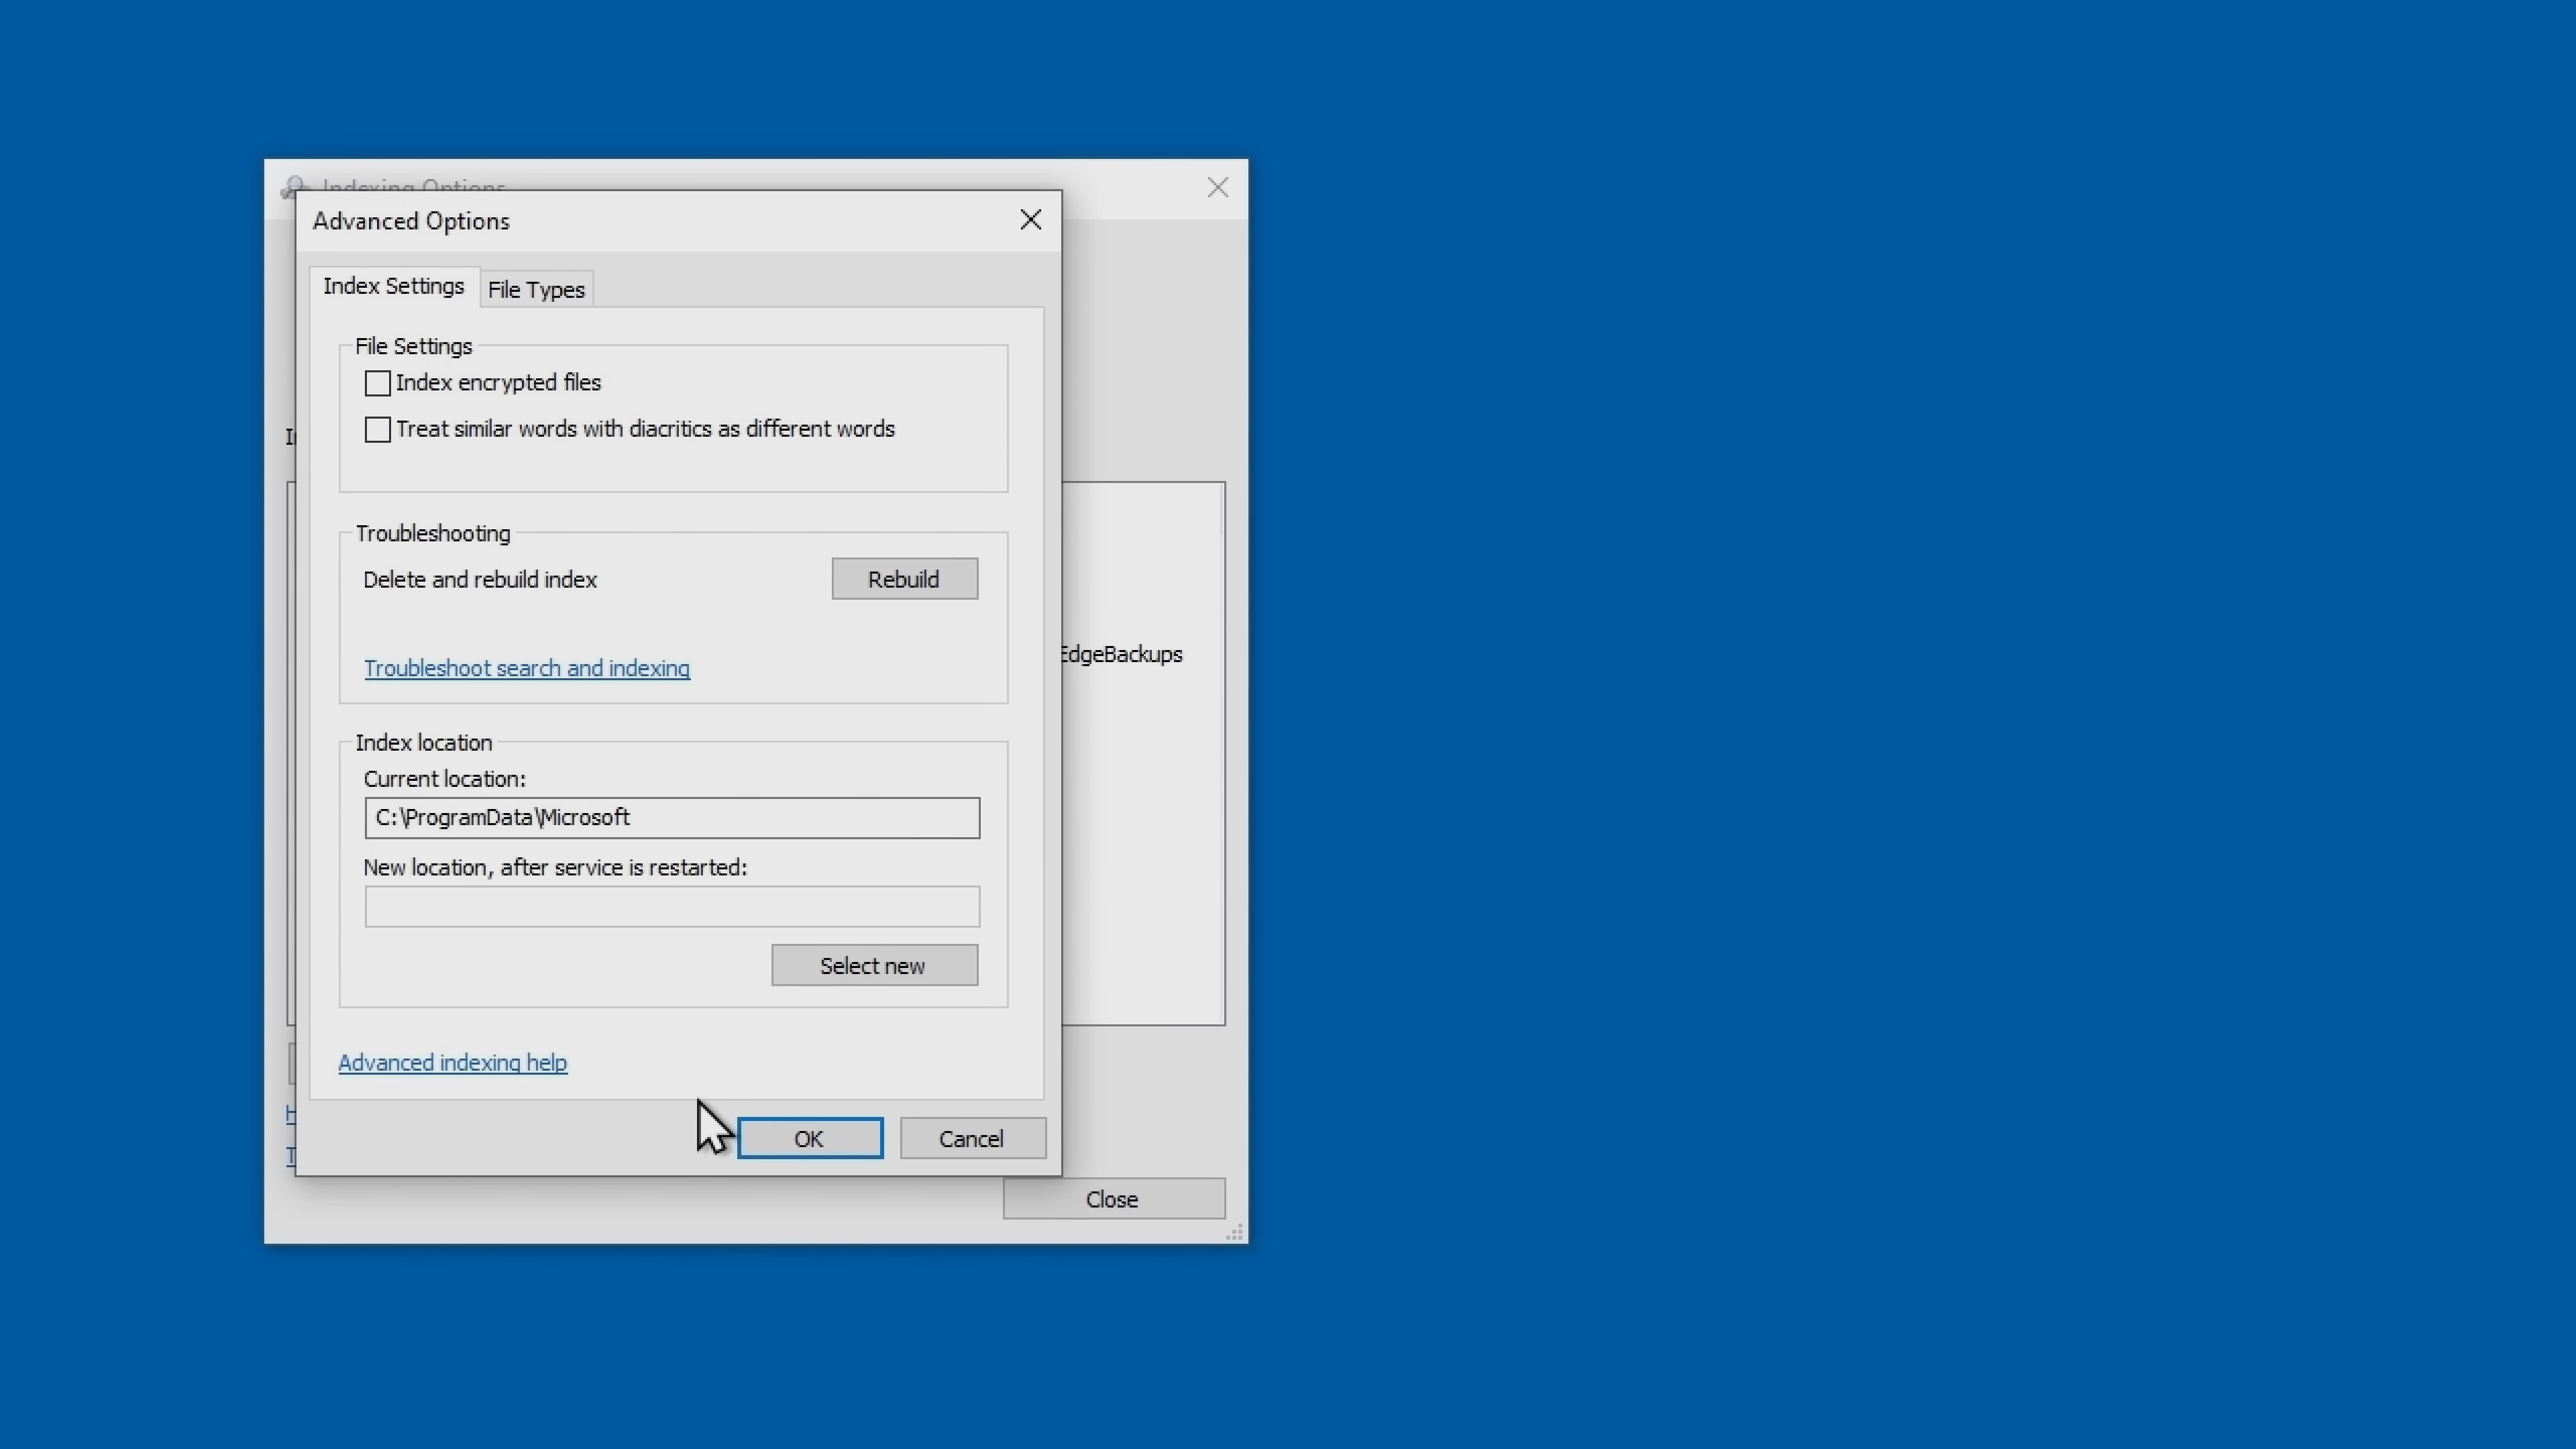 Indexing Options
Advanced Options
Index Settings
File Types
File Settings
Index encrypted files
Treat similar words with diacritics as different words
Troubleshooting
Delete and rebuild index
Rebuild
Troubleshoot search and indexing
EdgeBackups
Index location
Current location:
C:\ProgramData\Microsoft
New location, after service is restarted:
Select new
Advanced indexing help
OK
Cancel
Close